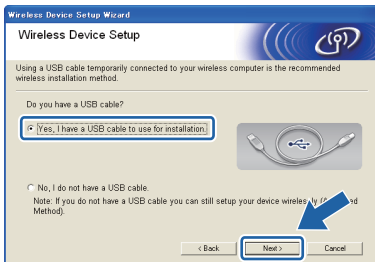 Wireless Device Setup Wizard
Wireless Device Setup
Using a USB cable temporarily connected to your wireless computer is the recommended
wireless installation method.
Do you have a USB cable?
Yes, I have a USB cable to use for installation.
No, I do not have a USB cable.
Note: If you do not have a USB cable you can still setup your device
Method).
< Back
Next >
Cancel